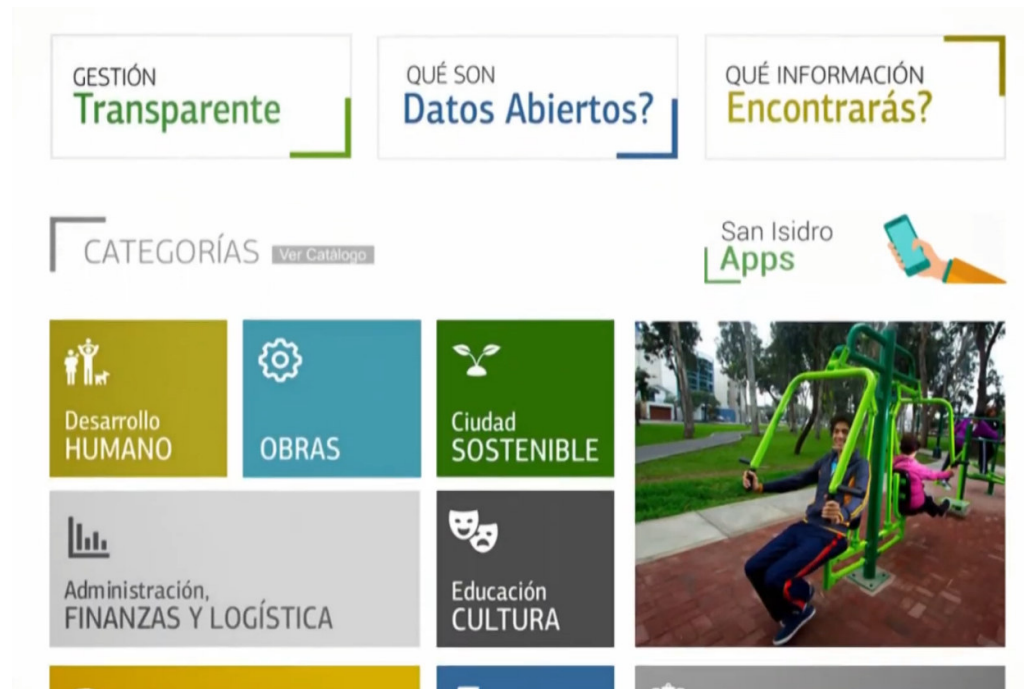 GESTIÓN
Transparente
QUÉ SON
Datos Abiertos?
QUÉ INFORMACIÓN
Encontrarás?
CATEGORÍAS Ver Catálogo
San Isidro
Apps
Desarrollo
HUMANO
OBRAS
Ciudad
SOSTENIBLE
Administración,
FINANZAS Y LOGÍSTICA
Educación
CULTURA